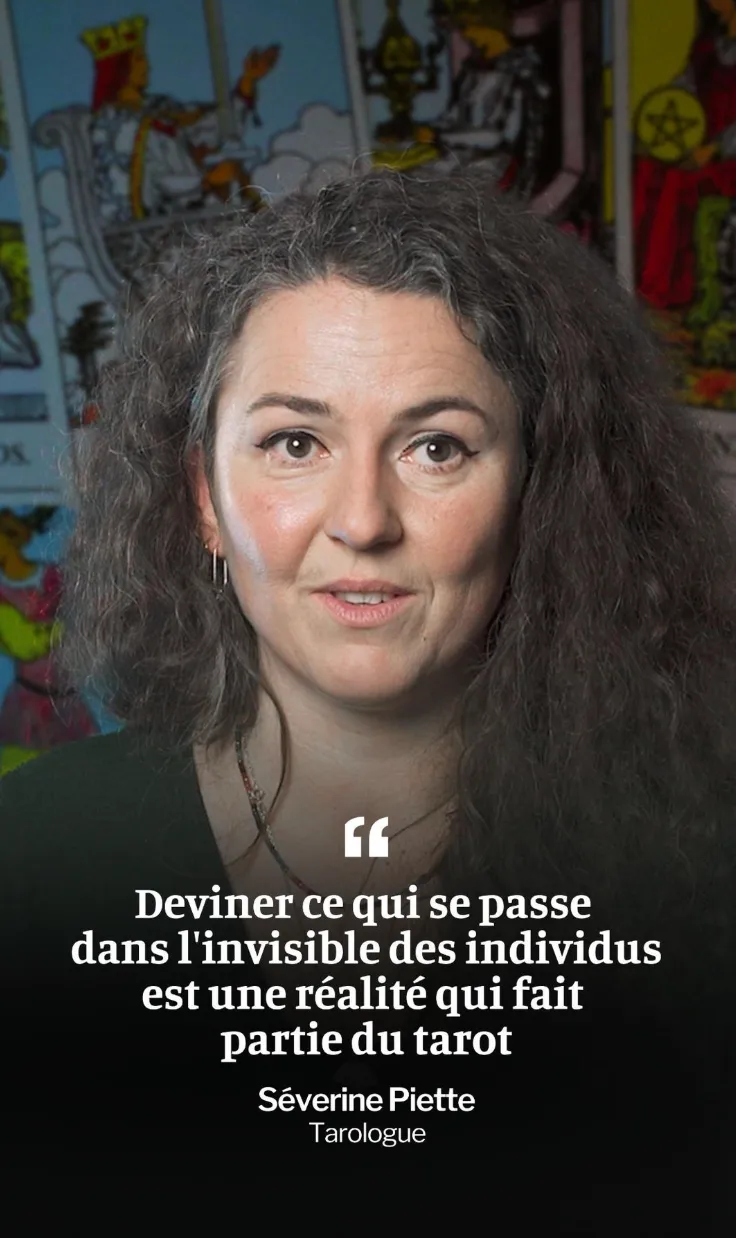 “
Deviner ce qui se passe
dans l'invisible des individus
est une réalité qui fait
partie du tarot
Séverine Piette
Tarologue